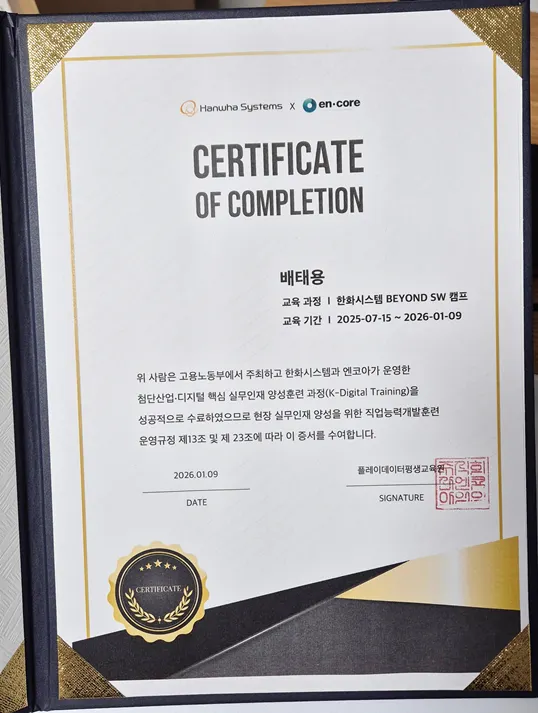 Hanwha Systems x en·core
CERTIFICATE
OF COMPLETION
배태용
교육 과정 ㅣ 한화시스템 BEYOND SW 캠프
교육 기간 ㅣ 2025-07-15 ~ 2026-01-09
위 사람은 고용노동부에서 주최하고 한화시스템과 엔코아가 운영한
첨단산업·디지털 핵심 실무인재 양성훈련 과정(K-Digital Training)을
성공적으로 수료하였으므로 현장 실무인재 양성을 위한 직업능력개발훈련
운영규정 제13조 및 제 23조에 따라 이 증서를 수여합니다.
2026.01.09
플레이데이터평생교육원
DATE
SIGNATURE
CERTIFICATE